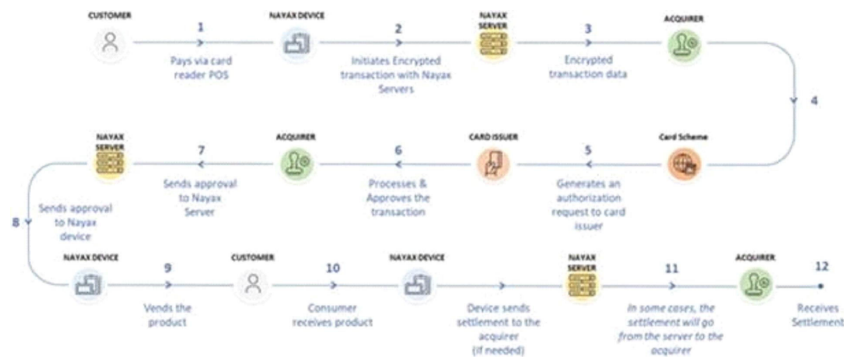 CUSTOMER
1
NAYAX DEVICE
2
NAYAX
SERVER
3
ACQUIRER
Pays via card
reader POS
Initiates Encrypted
transaction with Nayax
Servers
Encrypted
transaction data
4
NAYAX
SERVER
7
ACQUIRER
6
CARD ISSUER
5
Card Scheme
Sends approval
to Nayax
Server
Processes &
Approves the
transaction
Generates an
authorization
request to card
issuer
8
Sends approval
to Nayax
device
NAYAX DEVICE
9
CUSTOMER
10
NAYAX DEVICE
NAYAX
SERVER
11
ACQUIRER
12
Vends the
product
Consumer
receives product
Device sends
settlement to the
acquirer
(If needed)
In some cases, the
settlement will go
from the server to the
acquirer
Receives
Settlement